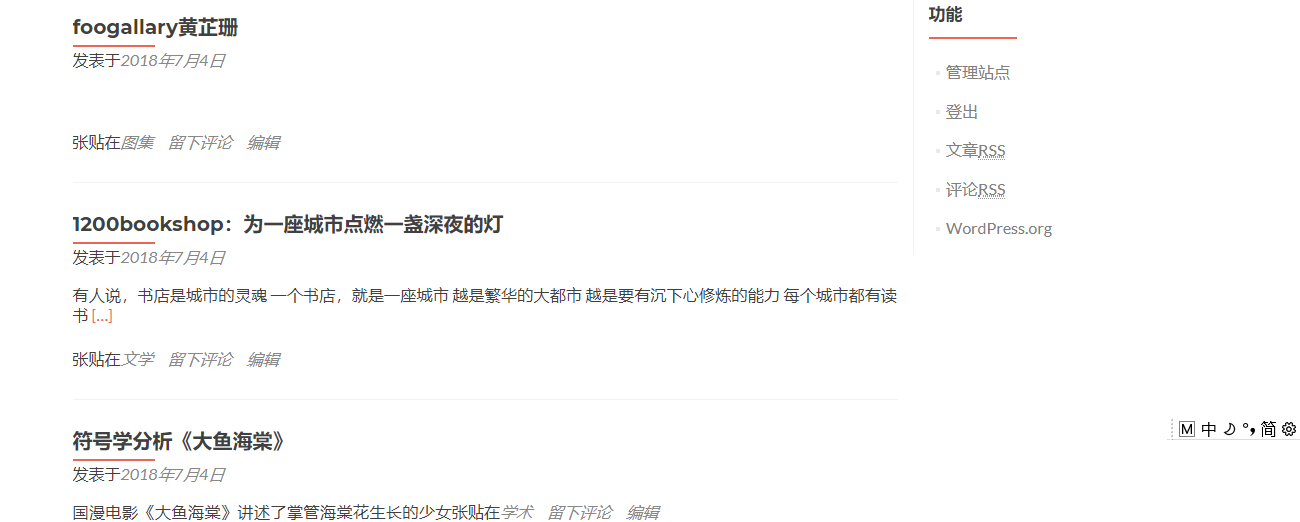 foogallary黄芷珊
发表于2018年7月4日
张贴在图集 留下评论 编辑
1200bookshop：为一座城市点燃一盏深夜的灯
发表于2018年7月4日
有人说，书店是城市的灵魂 一个书店，就是一座城市 越是繁华的大都市 越是要有沉下心修炼的能力 每个城市都有读
书 […]
张贴在文学 留下评论 编辑
符号学分析《大鱼海棠》
发表于2018年7月4日
国漫电影《大鱼海棠》讲述了掌管海棠花生长的少女张贴在学术 留下评论 编辑
功能
管理站点
登出
文章RSS
评论RSS
WordPress.org
M 中 °, 简